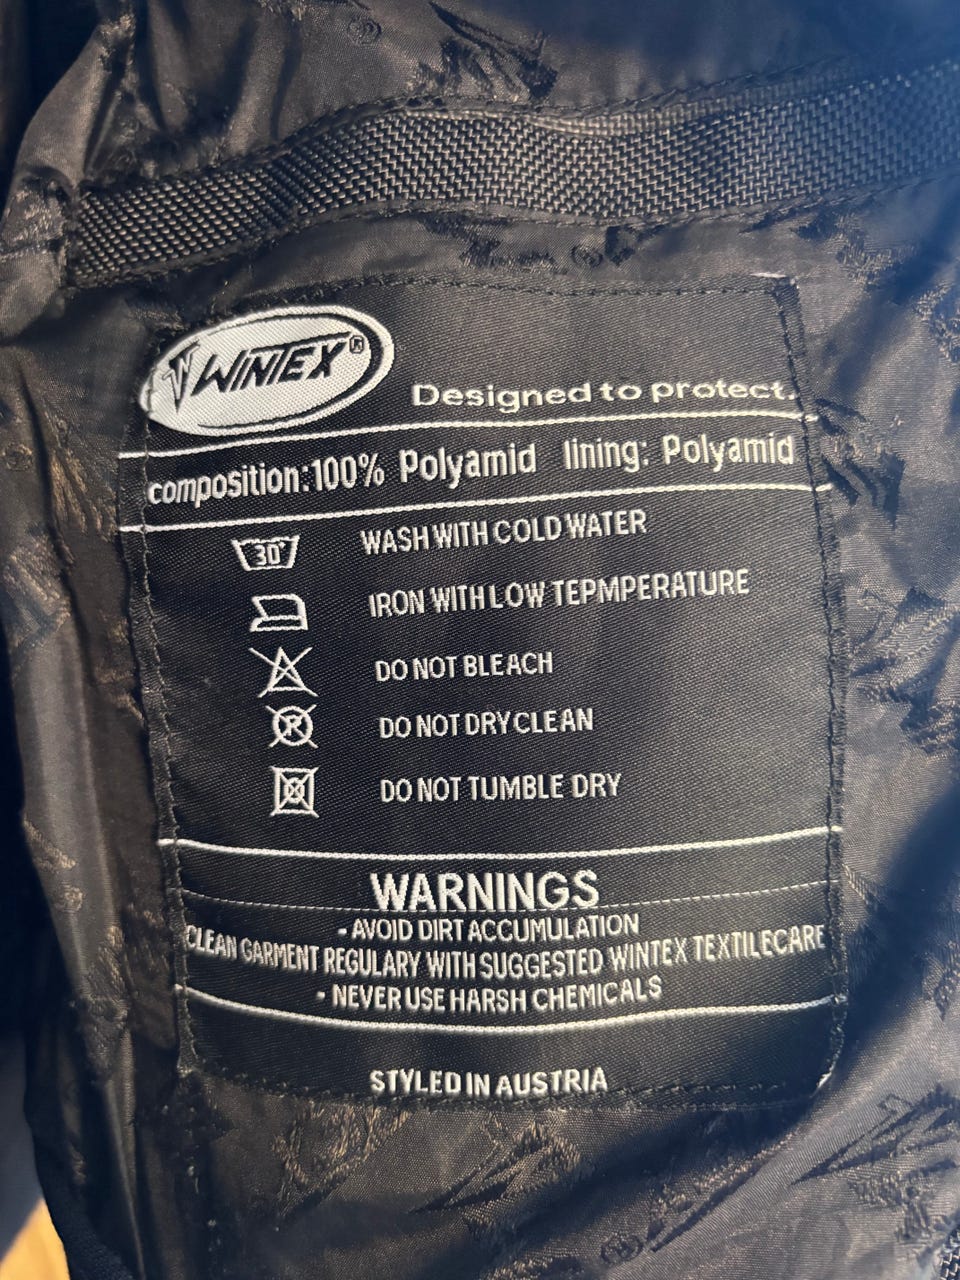 WINTEX®
Designed to protect.
composition:100% Polyamid lining: Polyamid
30° WASH WITH COLD WATER
IRON WITH LOW TEPMPERATURE
DO NOT BLEACH
P DO NOT DRY CLEAN
DO NOT TUMBLE DRY
WARNINGS
- AVOID DIRT ACCUMULATION
CLEAN GARMENT REGULARY WITH SUGGESTED WINTEX TEXTILECARE
- NEVER USE HARSH CHEMICALS
STYLED IN AUSTRIA